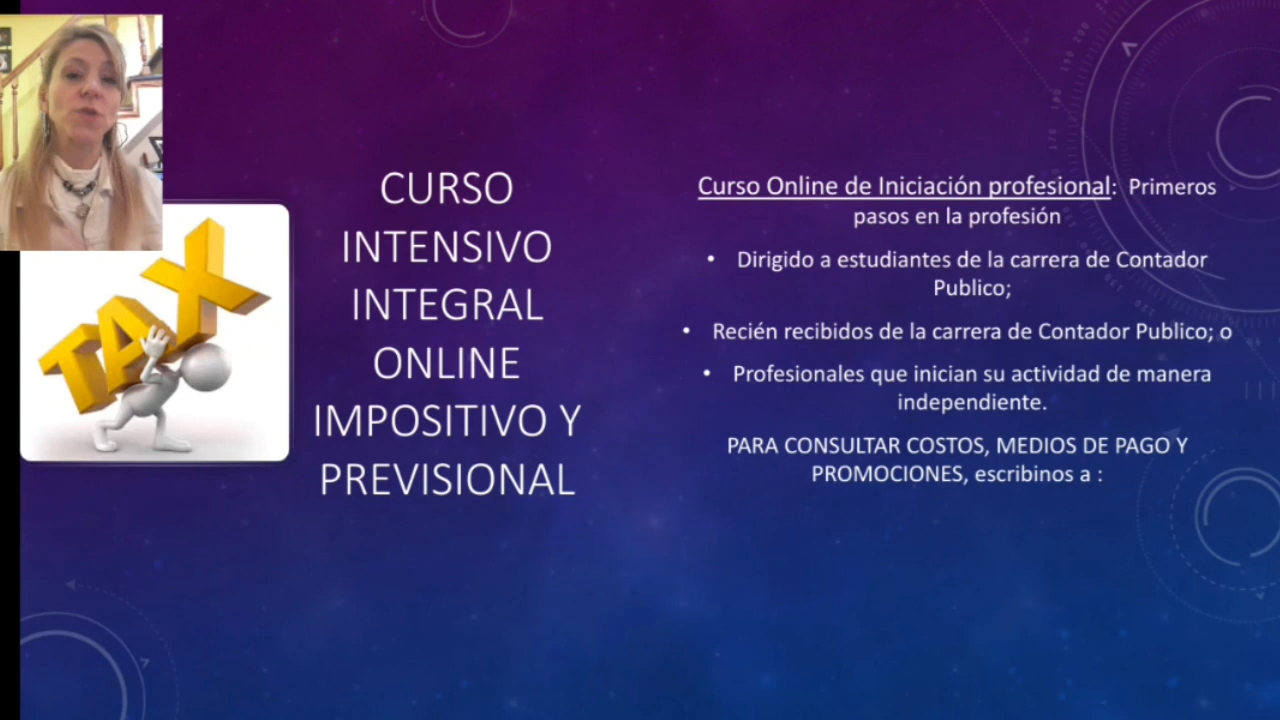 TAX
CURSO
INTENSIVO
INTEGRAL
ONLINE
IMPOSITIVO Y
PREVISIONAL
Curso Online de Iniciación profesional: Primeros
pasos en la profesión
• Dirigido a estudiantes de la carrera de Contador
Publico;
• Recién recibidos de la carrera de Contador Publico; o
• Profesionales que inician su actividad de manera
independiente.
PARA CONSULTAR COSTOS, MEDIOS DE PAGO Y
PROMOCIONES, escribinos a :